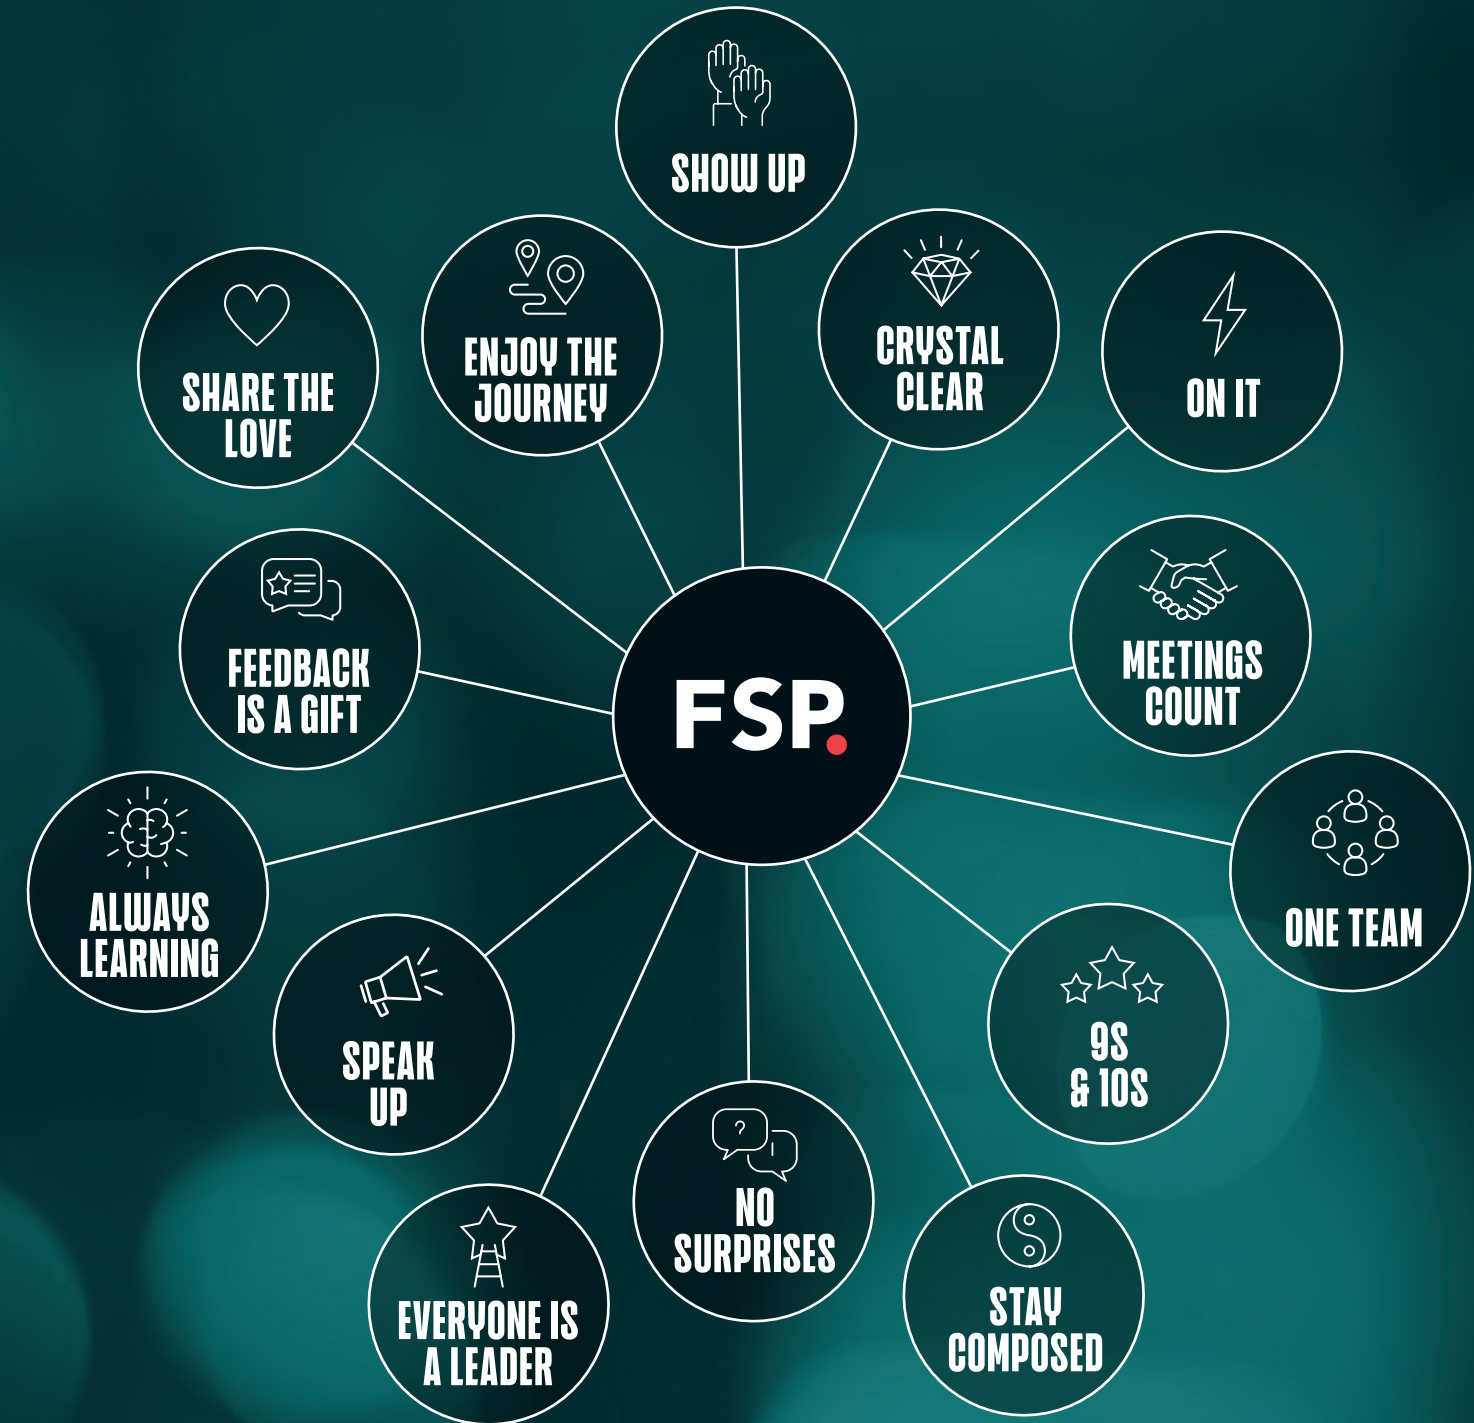 SHOW UP
ENJOY THE
JOURNEY
CRYSTAL
CLEAR
SHARE THE
LOVE
ON IT
FEEDBACK
IS A GIFT
MEETINGS
COUNT
FSP.
ALWAYS
LEARNING
ONE TEAM
SPEAK
UP
9S
& 10S
NO
SURPRISES
EVERYONE IS
A LEADER
STAY
COMPOSED